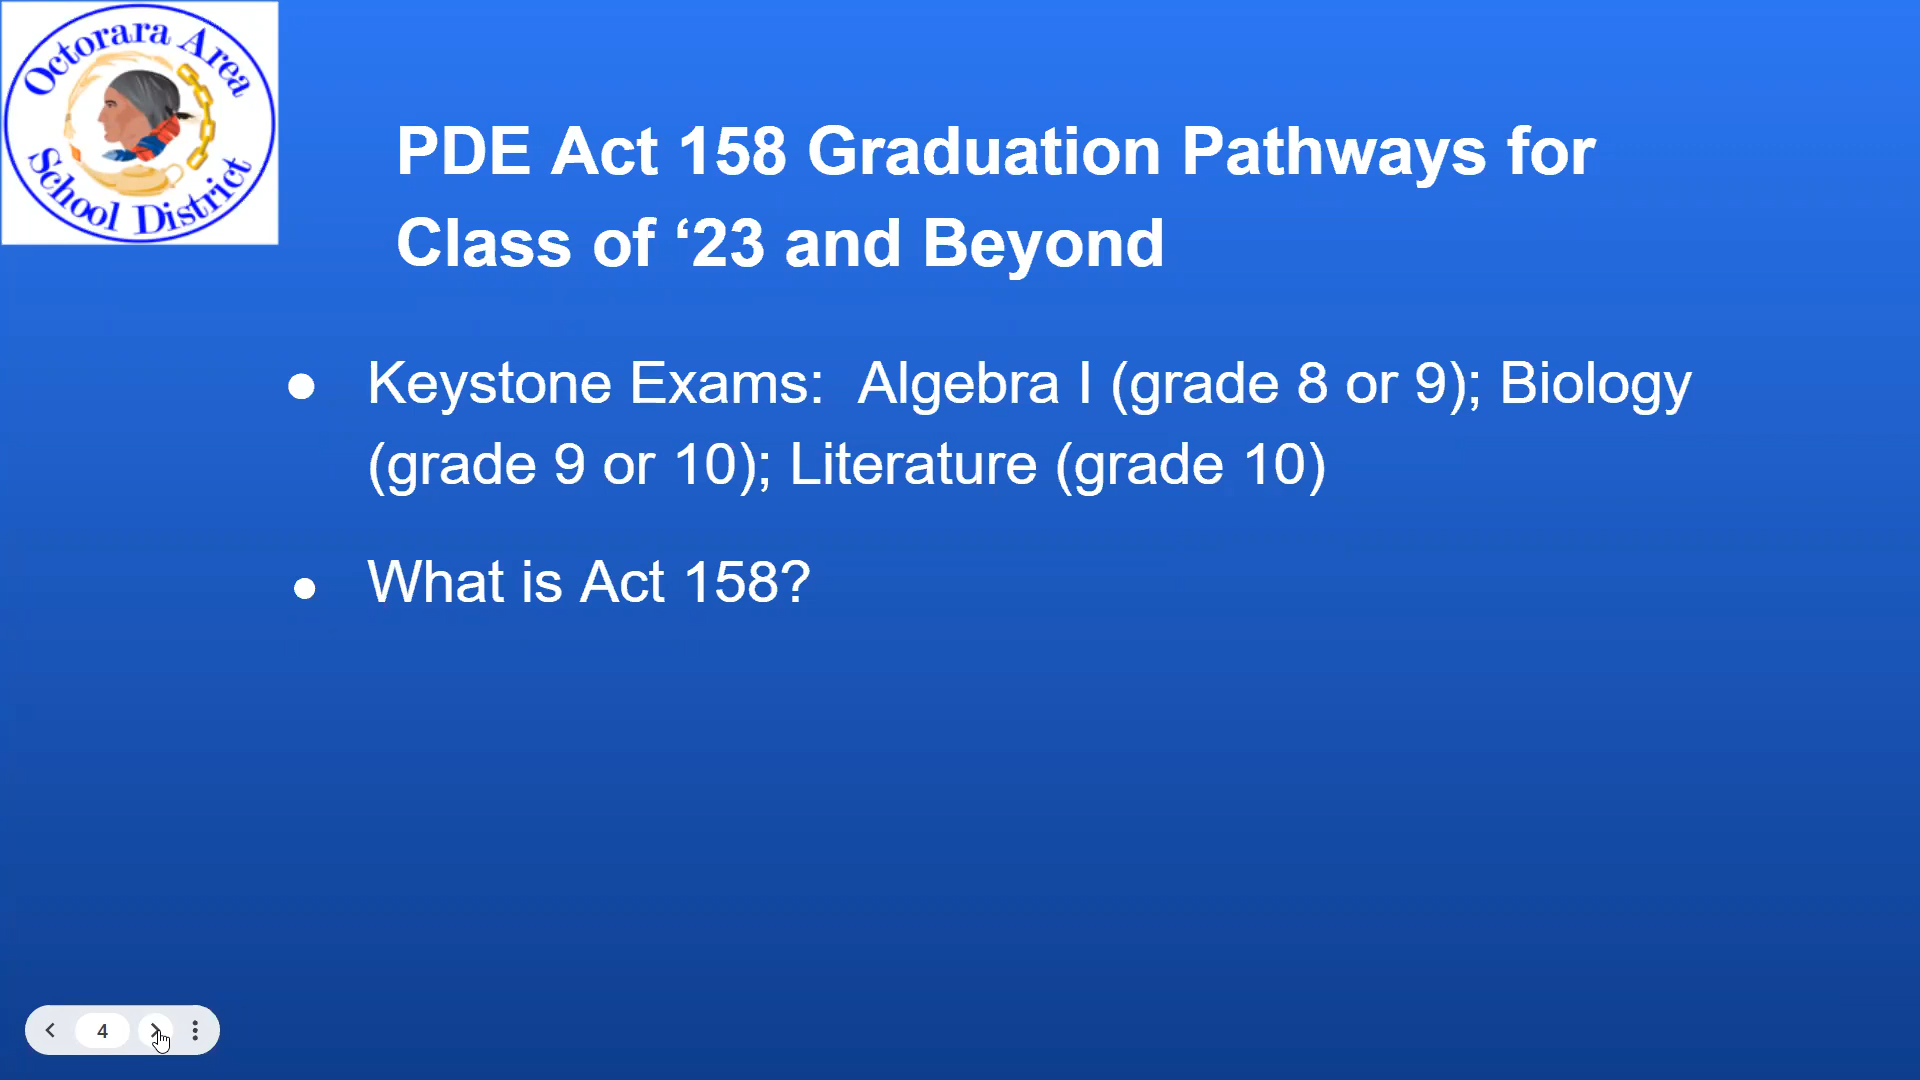 Octorara Area
School District
PDE Act 158 Graduation Pathways for
Class of ‘23 and Beyond
● Keystone Exams:  Algebra I (grade 8 or 9); Biology
(grade 9 or 10); Literature (grade 10)
● What is Act 158?
4